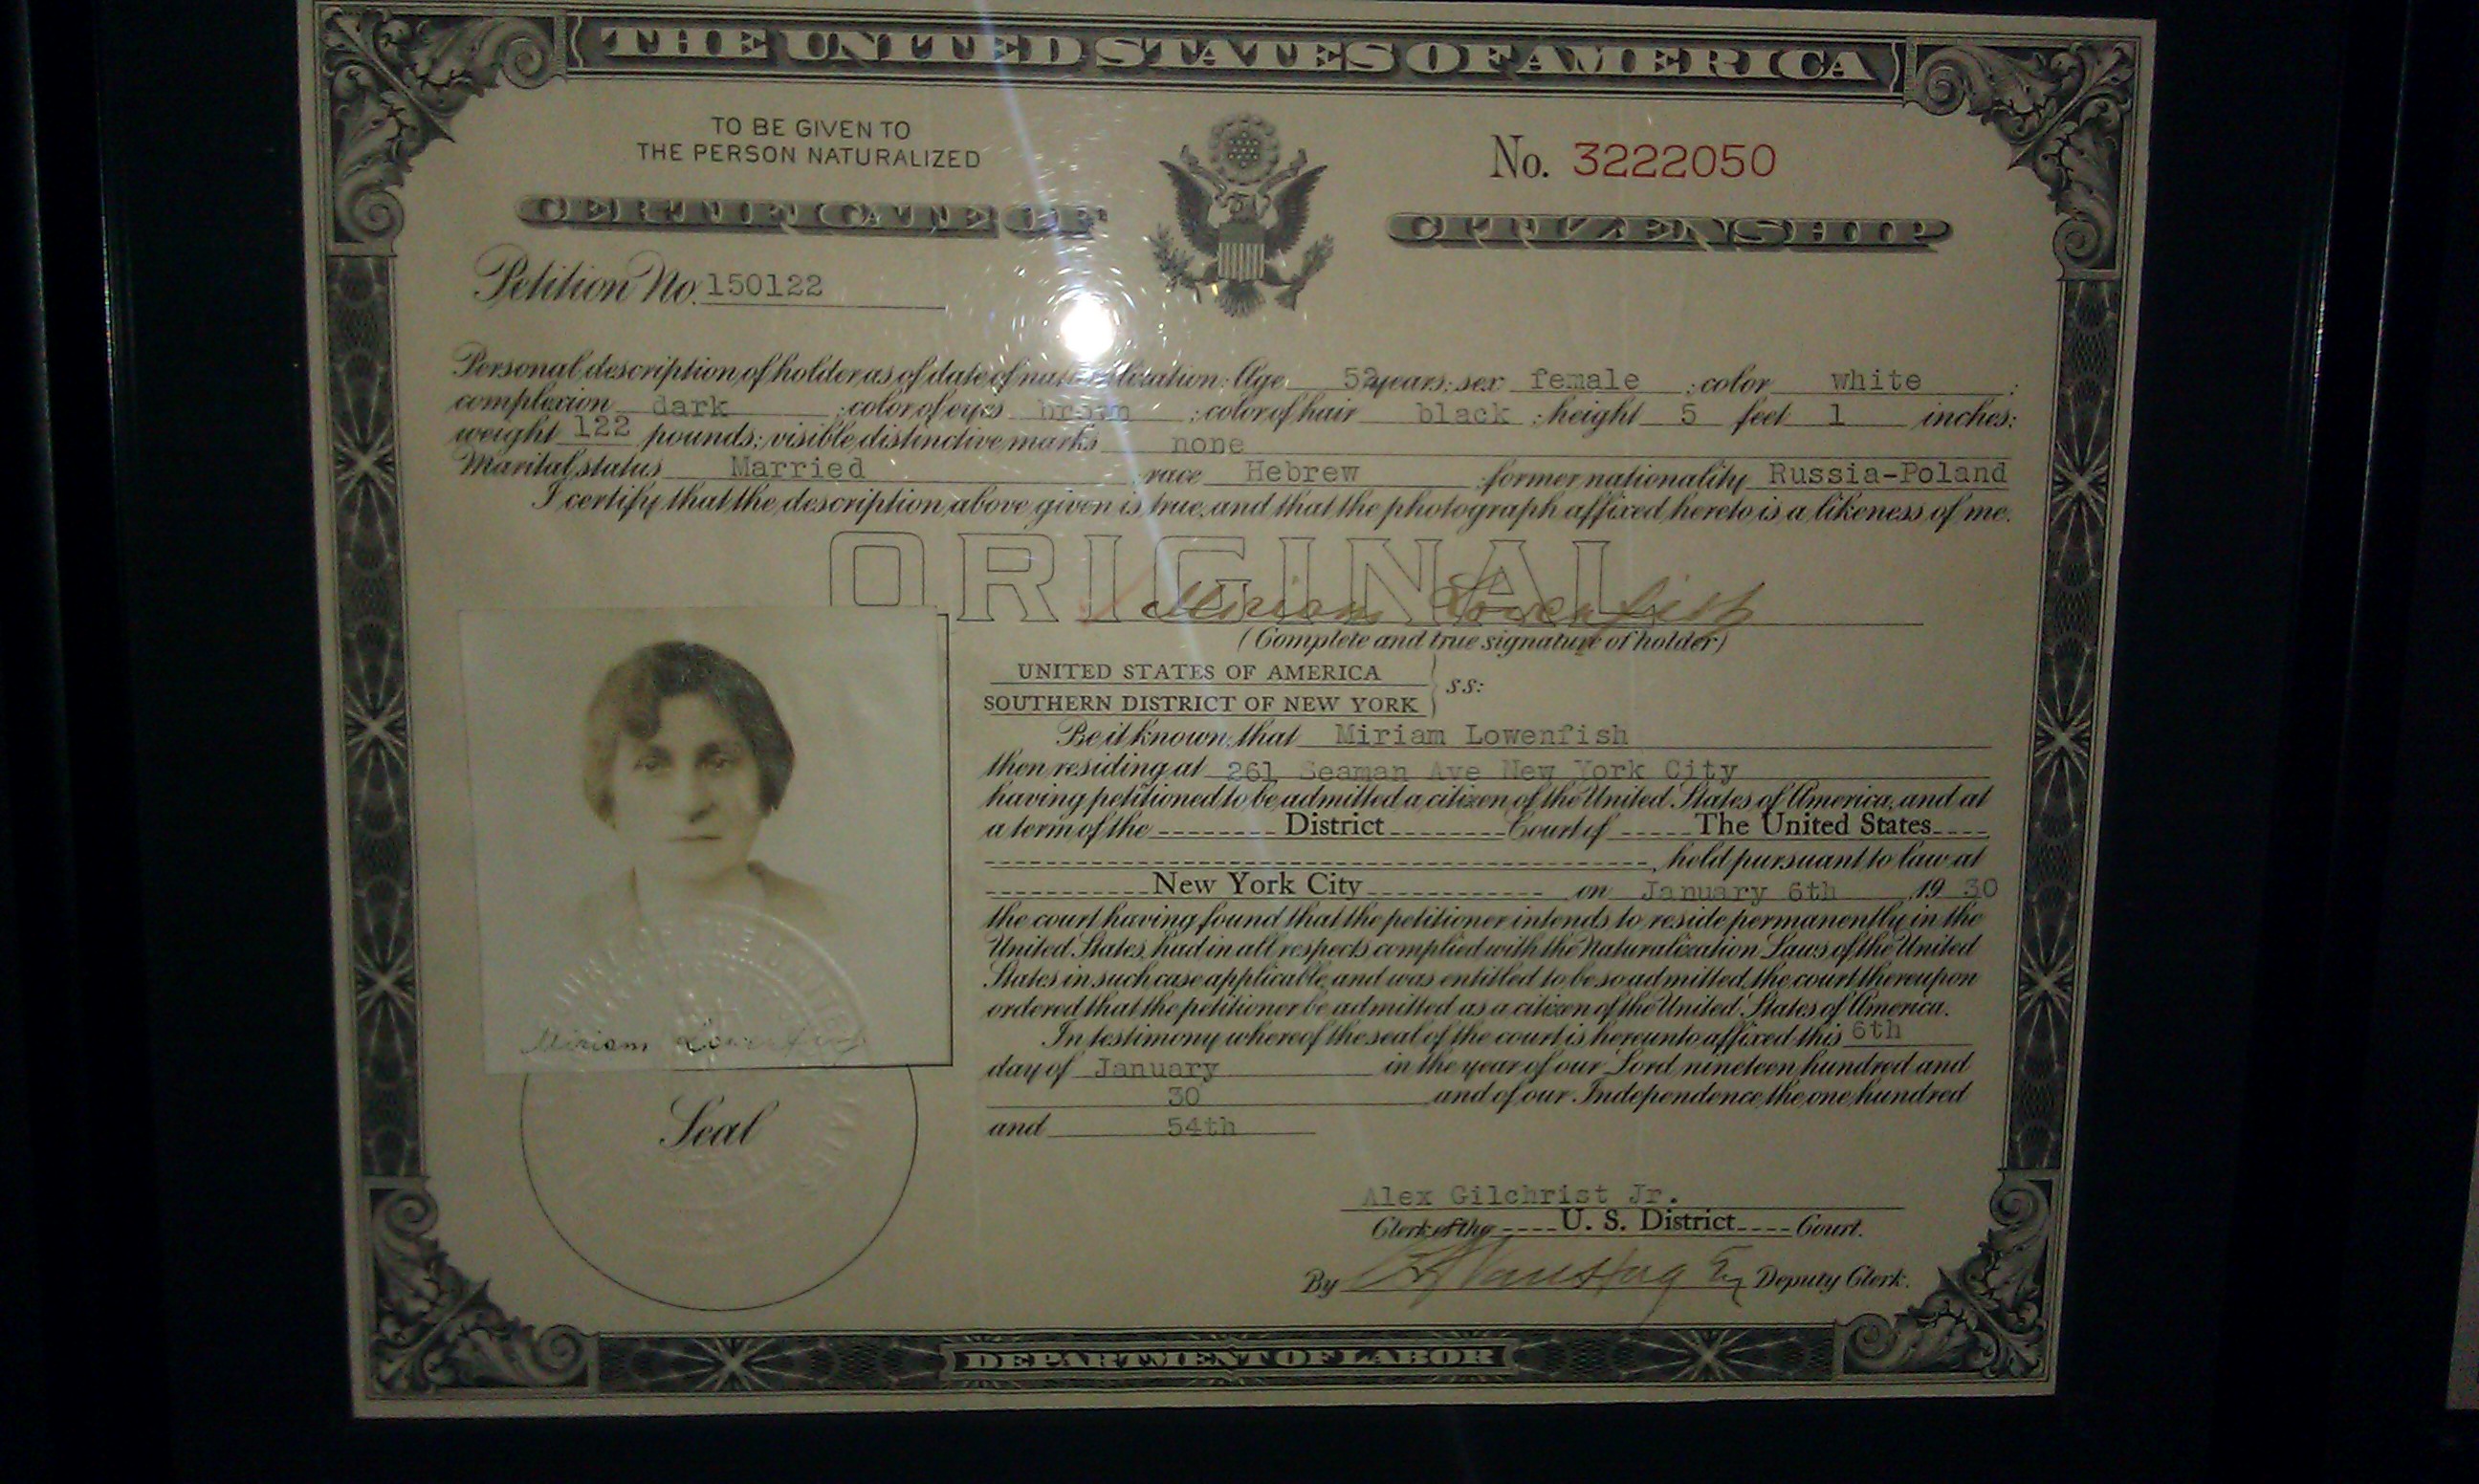 THE UNITED STATES OF AMERICA
TO BE GIVEN TO
THE PERSON NATURALIZED
No. 3222050
CERTIFICATE OF CITIZENSHIP
Petition No. 150122
Personal description of holder as of date of naturalization: Age 52 years; sex female ; color white ;
complexion dark ; color of eyes brown ; color of hair black ; height 5 feet 1 inches;
weight 122 pounds; visible distinctive marks none
Marital status Married race Hebrew former nationality Russia-Poland
I certify that the description above given is true, and that the photograph affixed hereto is a likeness of me.
ORIGINAL
Miriam Lowenfish
(Complete and true signature of holder)
UNITED STATES OF AMERICA
SOUTHERN DISTRICT OF NEW YORK
ss:
Be it known, that Miriam Lowenfish
then residing at 261 Seaman Ave New York City
having petitioned to be admitted a citizen of the United States of America, and at
a term of the District Court of The United States
, held pursuant to law at
New York City on January 6th 1930
the court having found that the petitioner intends to reside permanently in the
United States, had in all respects complied with the Naturalization Laws of the United
States in such case applicable, and was entitled to be so admitted, the court thereupon
ordered that the petitioner be admitted as a citizen of the United States of America.
In testimony whereof the seal of the court is hereunto affixed this 6th
day of January in the year of our Lord nineteen hundred and
30 and of our Independence the one hundred
and 54th
Miriam Lowenfish
Seal
Alex Gilchrist Jr.
Clerk of the U. S. District Court.
By Deputy Clerk.
DEPARTMENT OF LABOR